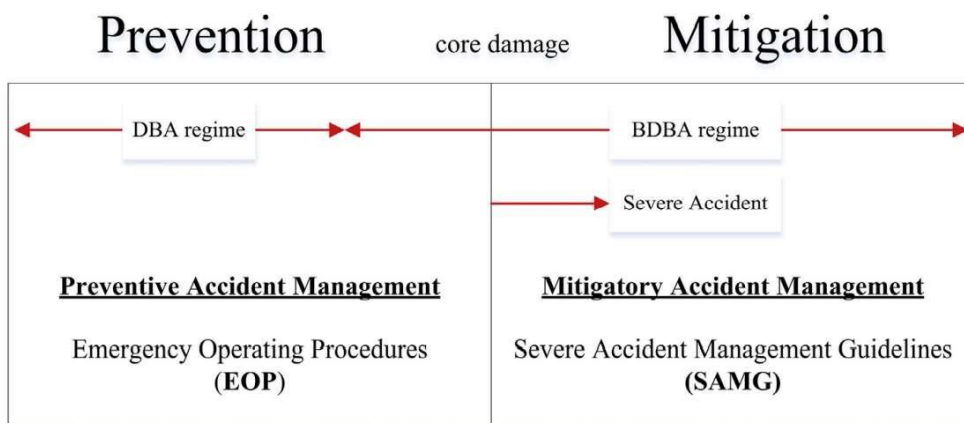 Prevention core damage Mitigation
DBA regime BDBA regime
Severe Accident
Preventive Accident Management Mitigatory Accident Management
Emergency Operating Procedures Severe Accident Management Guidelines
(EOP) (SAMG)